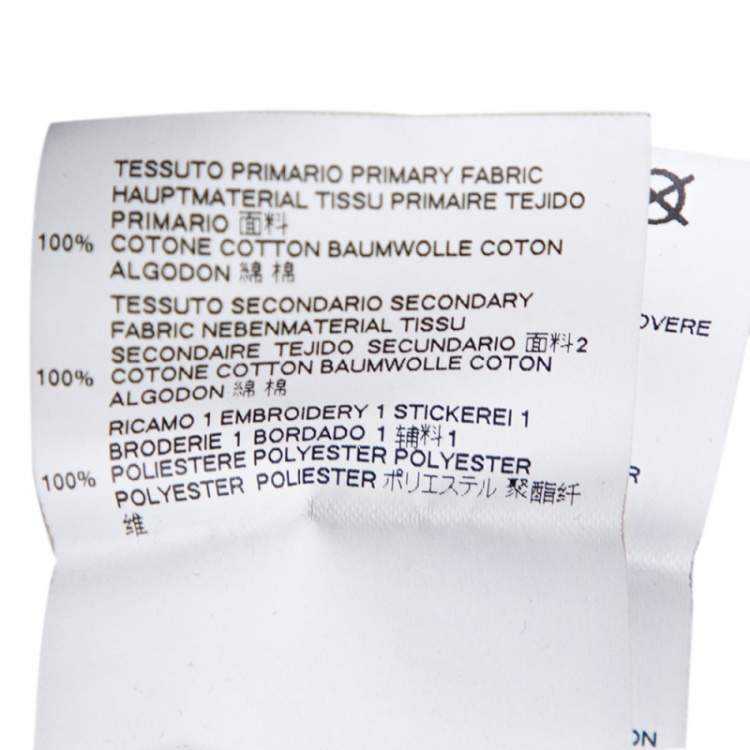 TESSUTO PRIMARIO PRIMARY FABRIC
HAUPTMATERIAL TISSU PRIMAIRE TEJIDO
PRIMARIO 面料
100% COTONE COTTON BAUMWOLLE COTON
ALGODON 綿 棉
TESSUTO SECONDARIO SECONDARY
FABRIC NEBENMATERIAL TISSU
SECONDAIRE TEJIDO SECUNDARIO 面料2
100% COTONE COTTON BAUMWOLLE COTON
ALGODON 綿 棉
RICAMO 1 EMBROIDERY 1 STICKEREI 1
BRODERIE 1 BORDADO 1 辅料1
100% POLIESTERE POLYESTER POLYESTER
POLYESTER POLIESTER ポリエステル 聚酯纤
维